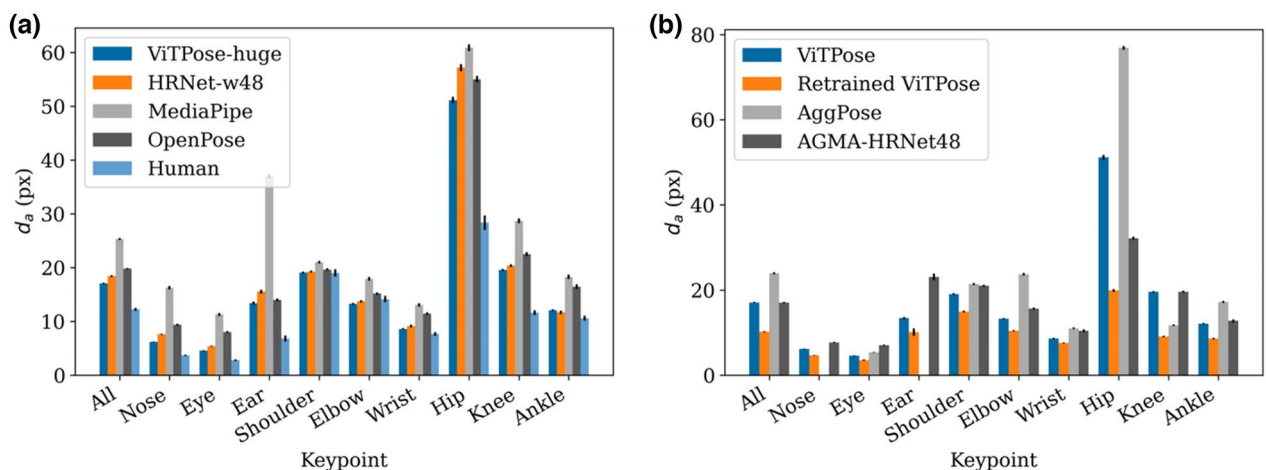 (a)
60
50
40
30
20
10
0
d_a (px)
ViTPose-huge
HRNet-w48
MediaPipe
OpenPose
Human
All
Nose
Eye
Ear
Shoulder
Elbow
Wrist
Hip
Knee
Ankle
Keypoint
(b)
80
60
40
20
0
d_a (px)
ViTPose
Retrained ViTPose
AggPose
AGMA-HRNet48
All
Nose
Eye
Ear
Shoulder
Elbow
Wrist
Hip
Knee
Ankle
Keypoint